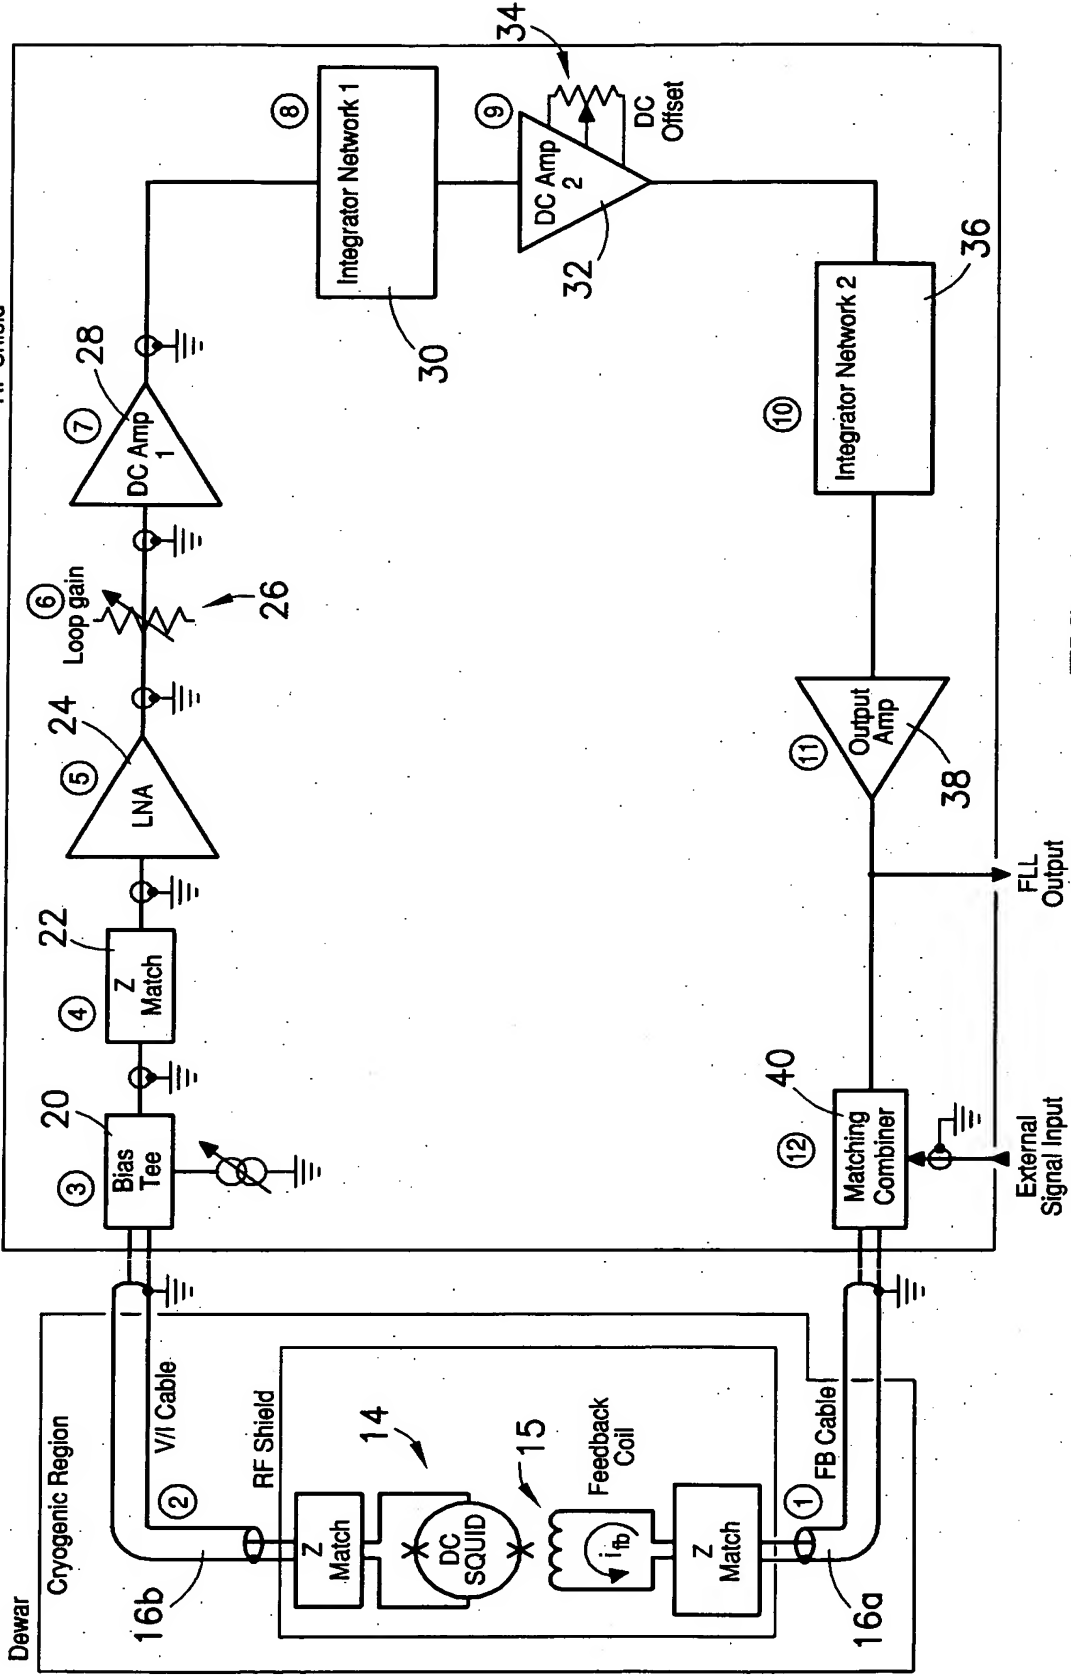 Dewar
Cryogenic Region
16b
②
V/I Cable
RF Shield
Z
Match
14
DC
SQUID
15
Feedback
Coil
i fb
Z
Match
①
FB Cable
16a
③
20
Bias
Tee
④
22
Z
Match
⑤
24
LNA
⑥
Loop gain
26
⑦
28
DC Amp
1
⑧
Integrator Network 1
30
⑨
34
DC Amp
2
DC
Offset
32
36
⑩
Integrator Network 2
⑪
Output
Amp
38
FLL
Output
40
⑫
Matching
Combiner
External
Signal Input